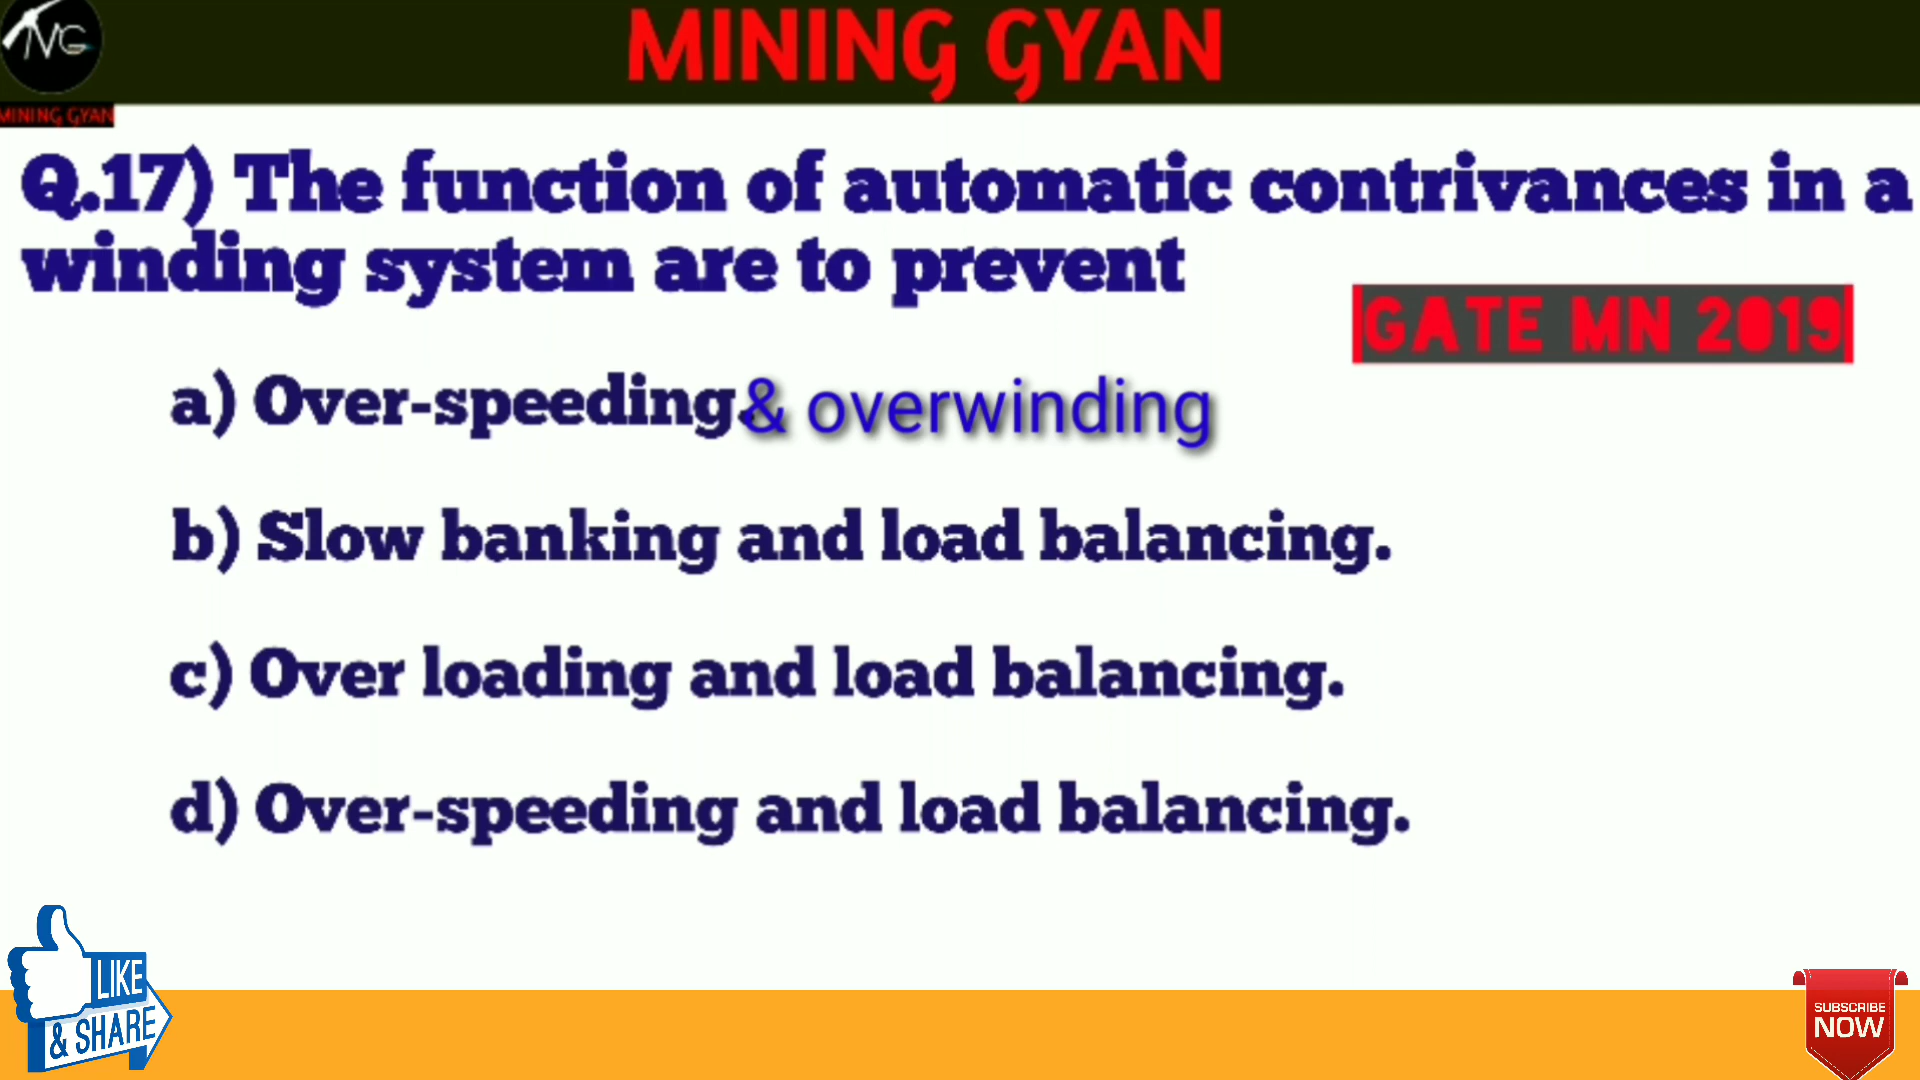 NG
MINING GYAN
MINING GYAN
Q.17) The function of automatic contrivances in a
winding system are to prevent
GATE MN 2019
a) Over-speeding.& overwinding
b) Slow banking and load balancing.
c) Over loading and load balancing.
d) Over-speeding and load balancing.
LIKE
& SHARE
SUBSCRIBE
NOW